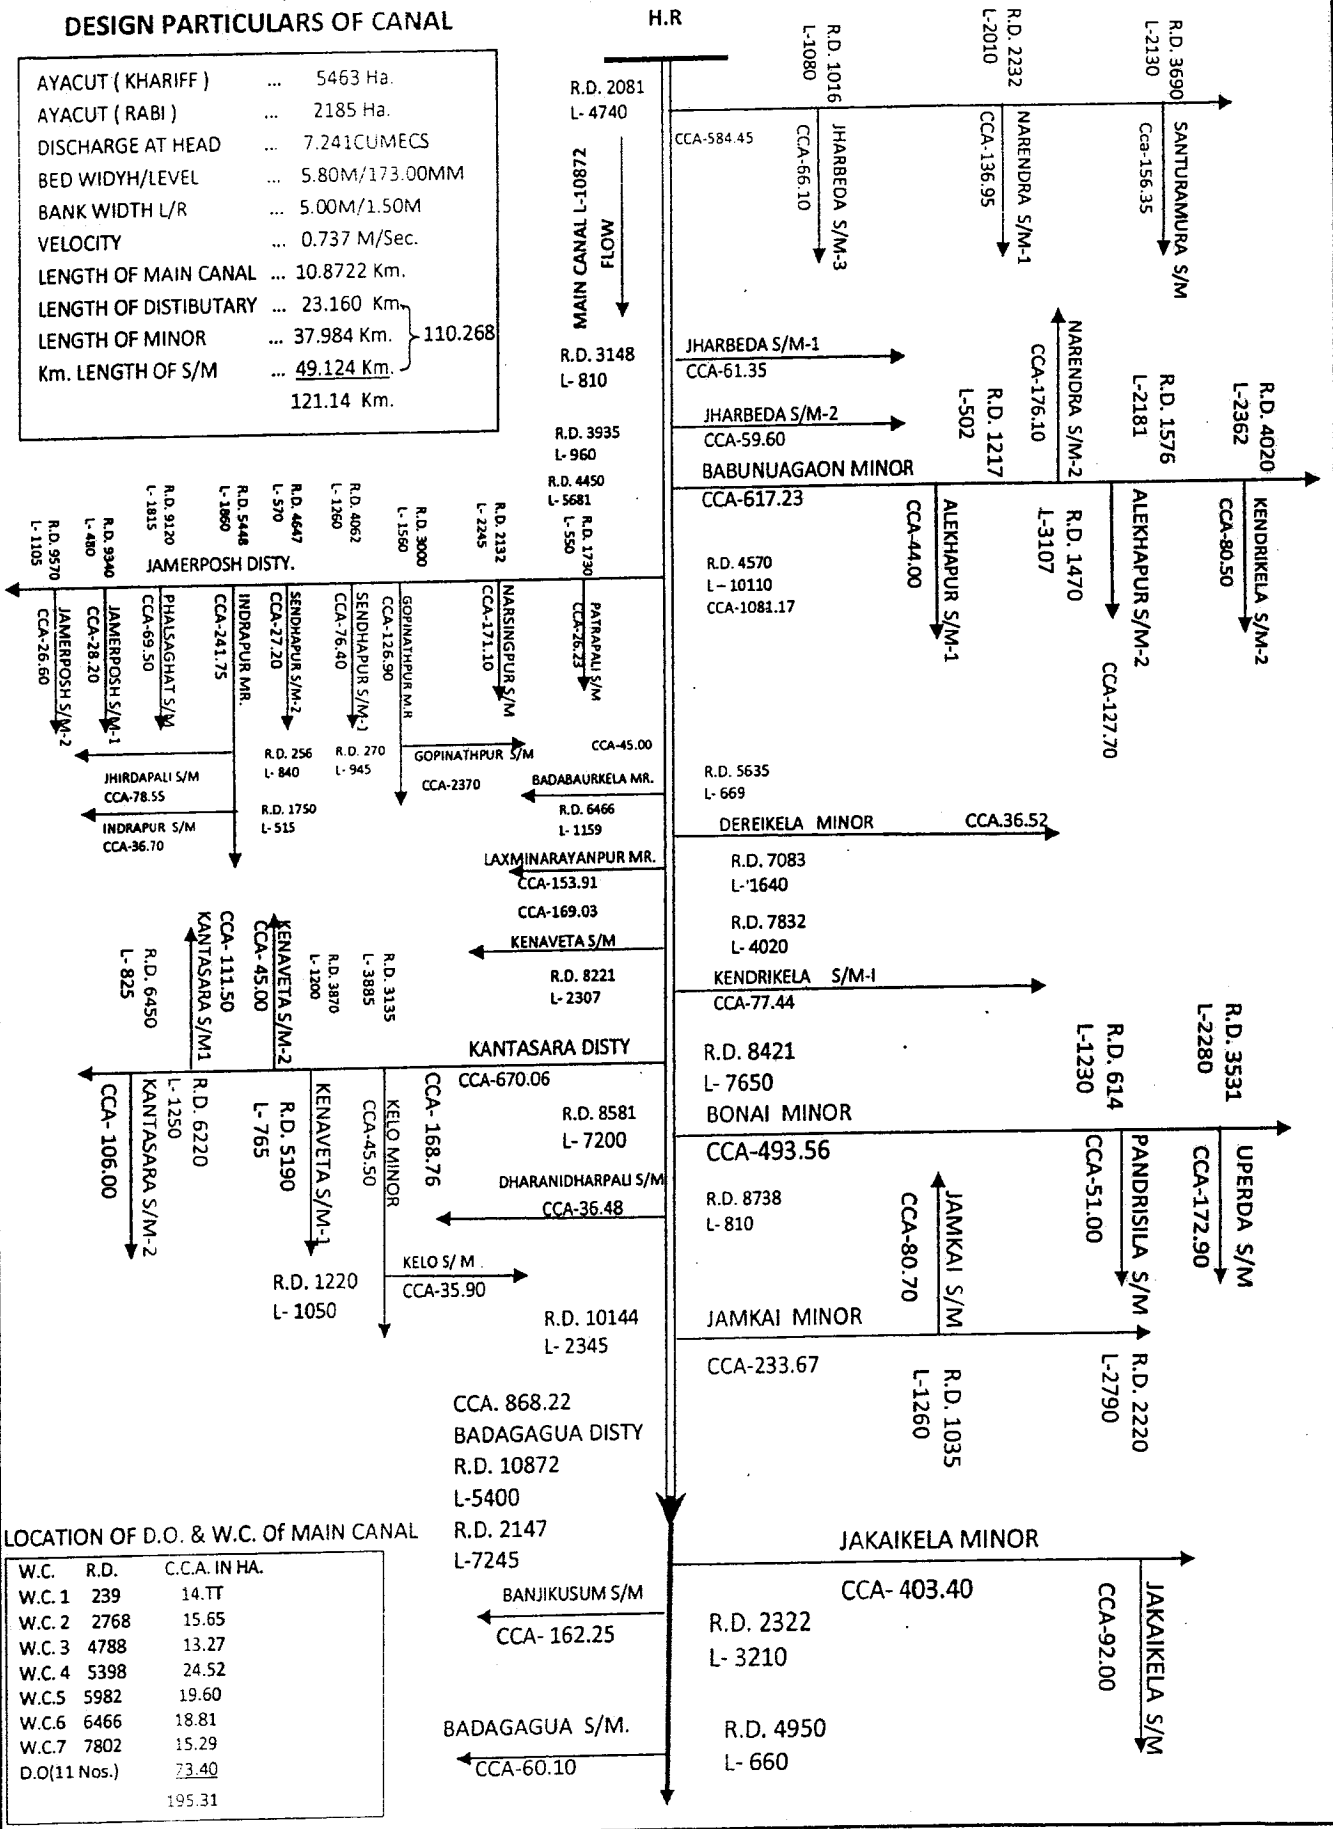 DESIGN PARTICULARS OF CANAL
AYACUT ( KHARIFF ) ... 5463 Ha.
AYACUT ( RABI ) ... 2185 Ha.
DISCHARGE AT HEAD ... 7.241CUMECS
BED WIDYH/LEVEL ... 5.80M/173.00MM
BANK WIDTH L/R ... 5.00M/1.50M
VELOCITY ... 0.737 M/Sec.
LENGTH OF MAIN CANAL ... 10.8722 Km.
LENGTH OF DISTIBUTARY ... 23.160 Km.
LENGTH OF MINOR ... 37.984 Km. 110.268
Km. LENGTH OF S/M ... 49.124 Km.
121.14 Km.
H.R
R.D. 2081
L- 4740
MAIN CANAL L-10872
FLOW
CCA-584.45
R.D. 1016
L-1080
JHARBEDA S/M-3
CCA-66.10
R.D. 2232
L-2010
NARENDRA S/M-1
CCA-136.95
R.D. 3690
L-2130
SANTURAMURA S/M
Cca-156.35
R.D. 3148
L- 810
JHARBEDA S/M-1
CCA-61.35
R.D. 3935
L- 960
JHARBEDA S/M-2
CCA-59.60
R.D. 4450
L- 5681
BABUNUAGAON MINOR
CCA-617.23
R.D. 1217
L-502
ALEKHAPUR S/M-1
CCA-44.00
NARENDRA S/M-2
CCA-176.10
R.D. 1470
L-3107
R.D. 1576
L-2181
ALEKHAPUR S/M-2
CCA-127.70
R.D. 4020
L-2362
KENDRIKELA S/M-2
CCA-80.50
R.D. 4570
L- 10110
CCA-1081.17
JAMERPOSH DISTY.
R.D. 9570
L- 1105
JAMERPOSH S/M-2
CCA-26.60
R.D. 9340
L-480
JAMERPOSH S/M-1
CCA-28.20
R.D. 9120
L- 1815
PHALSAGHAT S/M
CCA-69.50
R.D. 5448
L-1860
INDRAPUR MR.
CCA-241.75
R.D. 4647
L-570
SENDHAPUR S/M-2
CCA-27.20
R.D. 4062
L- 1260
SENDHAPUR S/M-1
CCA-76.40
R.D. 3000
L- 1560
GOPINATHPUR M.R
CCA-126.90
R.D. 2132
L- 2245
NARSINGPUR S/M
CCA-171.10
R.D. 1730
L- 550
PATRAPALI S/M
CCA-26.23
JHIRDAPALI S/M
CCA-78.55
R.D. 256
L- 840
INDRAPUR S/M
CCA-36.70
R.D. 1750
L- 515
R.D. 270
L- 945
GOPINATHPUR S/M
CCA-2370
CCA-45.00
BADABAURKELA MR.
R.D. 5635
L- 669
R.D. 6466
L- 1159
DEREIKELA MINOR CCA.36.52
LAXMINARAYANPUR MR.
CCA-153.91
R.D. 7083
L-'1640
CCA-169.03
KENAVETA S/M
R.D. 7832
L- 4020
R.D. 8221
L- 2307
KENDRIKELA S/M-I
CCA-77.44
KANTASARA DISTY
CCA-670.06
R.D. 8421
L- 7650
R.D. 6450
L- 825
KANTASARA S/M-2
CCA- 106.00
KANTASARA S/M1
CCA- 111.50
R.D. 6220
L- 1250
KENAVETA S/M-2
CCA- 45.00
R.D. 5190
L- 765
R.D. 3870
L- 1200
KENAVETA S/M-1
R.D. 3135
L- 3885
KELO MINOR
CCA-45.50
CCA- 168.76
R.D. 8581
L- 7200
BONAI MINOR
CCA-493.56
R.D. 614
L-1230
PANDRISILA S/M
CCA-51.00
R.D. 3531
L-2280
UPERDA S/M
CCA-172.90
DHARANIDHARPALI S/M
CCA-36.48
R.D. 8738
L- 810
KELO S/ M
CCA-35.90
R.D. 1220
L- 1050
R.D. 10144
L- 2345
JAMKAI MINOR
CCA-233.67
JAMKAI S/M
CCA-80.70
R.D. 1035
L-1260
R.D. 2220
L-2790
CCA. 868.22
BADAGAGUA DISTY
R.D. 10872
L-5400
R.D. 2147
L-7245
JAKAIKELA MINOR
CCA- 403.40
JAKAIKELA S/M
CCA-92.00
BANJIKUSUM S/M
CCA- 162.25
R.D. 2322
L- 3210
BADAGAGUA S/M.
CCA-60.10
R.D. 4950
L- 660
LOCATION OF D.O. & W.C. Of MAIN CANAL
W.C. R.D. C.C.A. IN HA.
W.C. 1 239 14.TT
W.C. 2 2768 15.65
W.C. 3 4788 13.27
W.C. 4 5398 24.52
W.C.5 5982 19.60
W.C.6 6466 18.81
W.C.7 7802 15.29
D.O(11 Nos.) 73.40
195.31